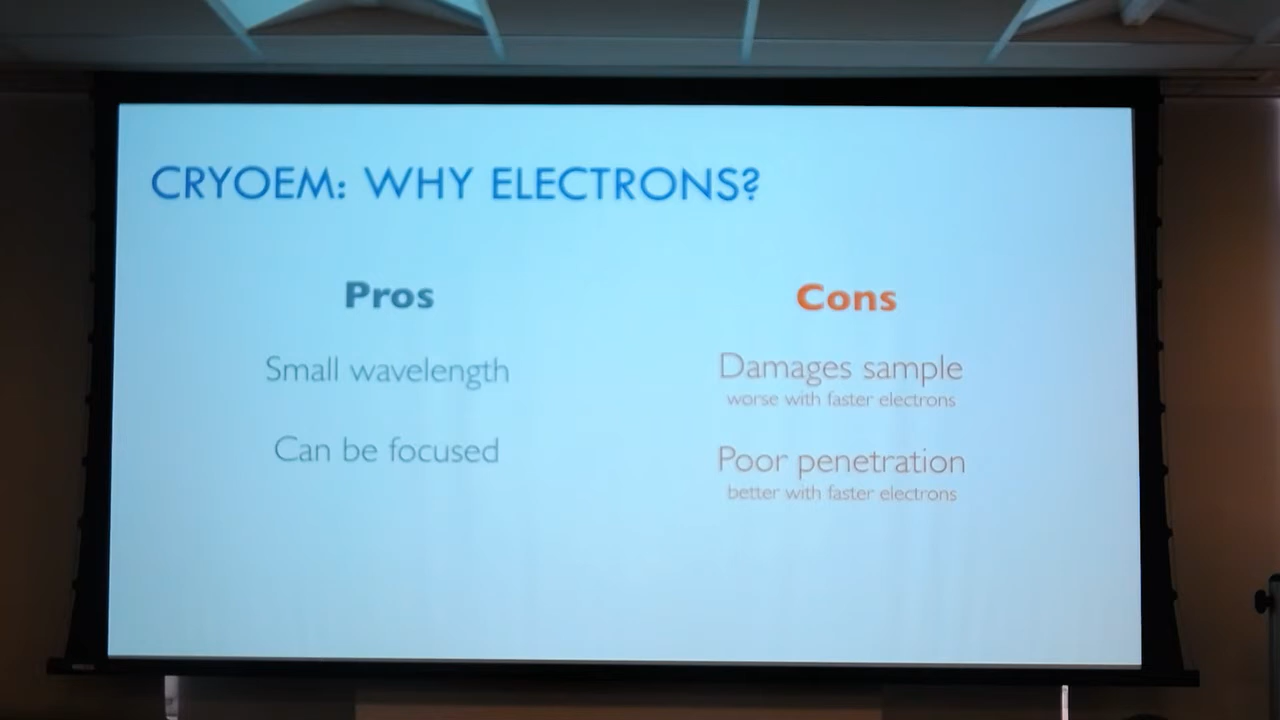 CRYOEM: WHY ELECTRONS?
Pros
Small wavelength
Can be focused
Cons
Damages sample
worse with faster electrons
Poor penetration
better with faster electrons